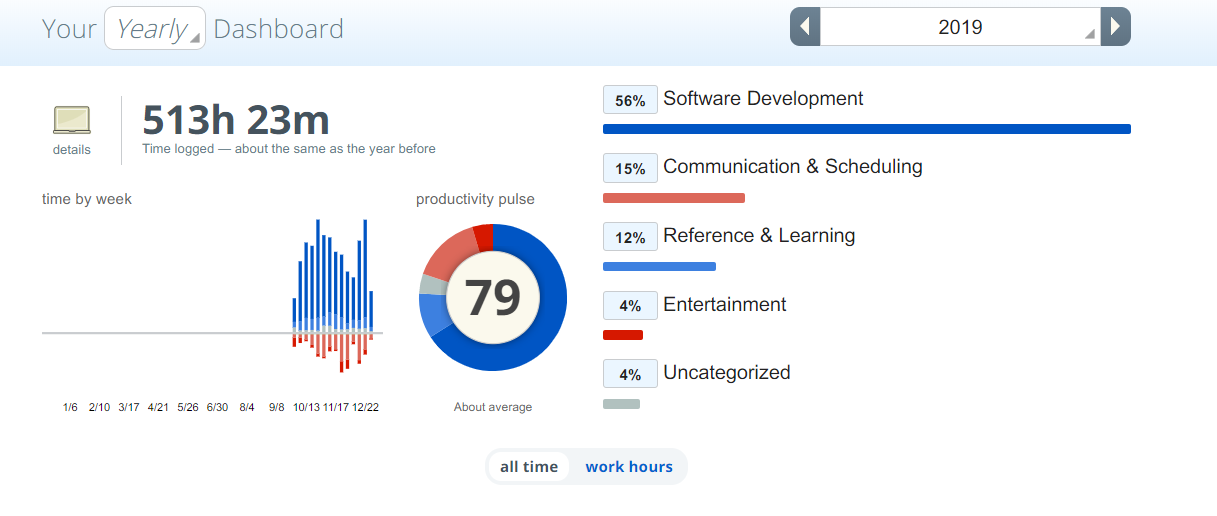 Your Yearly Dashboard
2019
details
513h 23m
Time logged — about the same as the year before
time by week
1/6 2/10 3/17 4/21 5/26 6/30 8/4 9/8 10/13 11/17 12/22
productivity pulse
79
About average
56% Software Development
15% Communication & Scheduling
12% Reference & Learning
4% Entertainment
4% Uncategorized
all time work hours